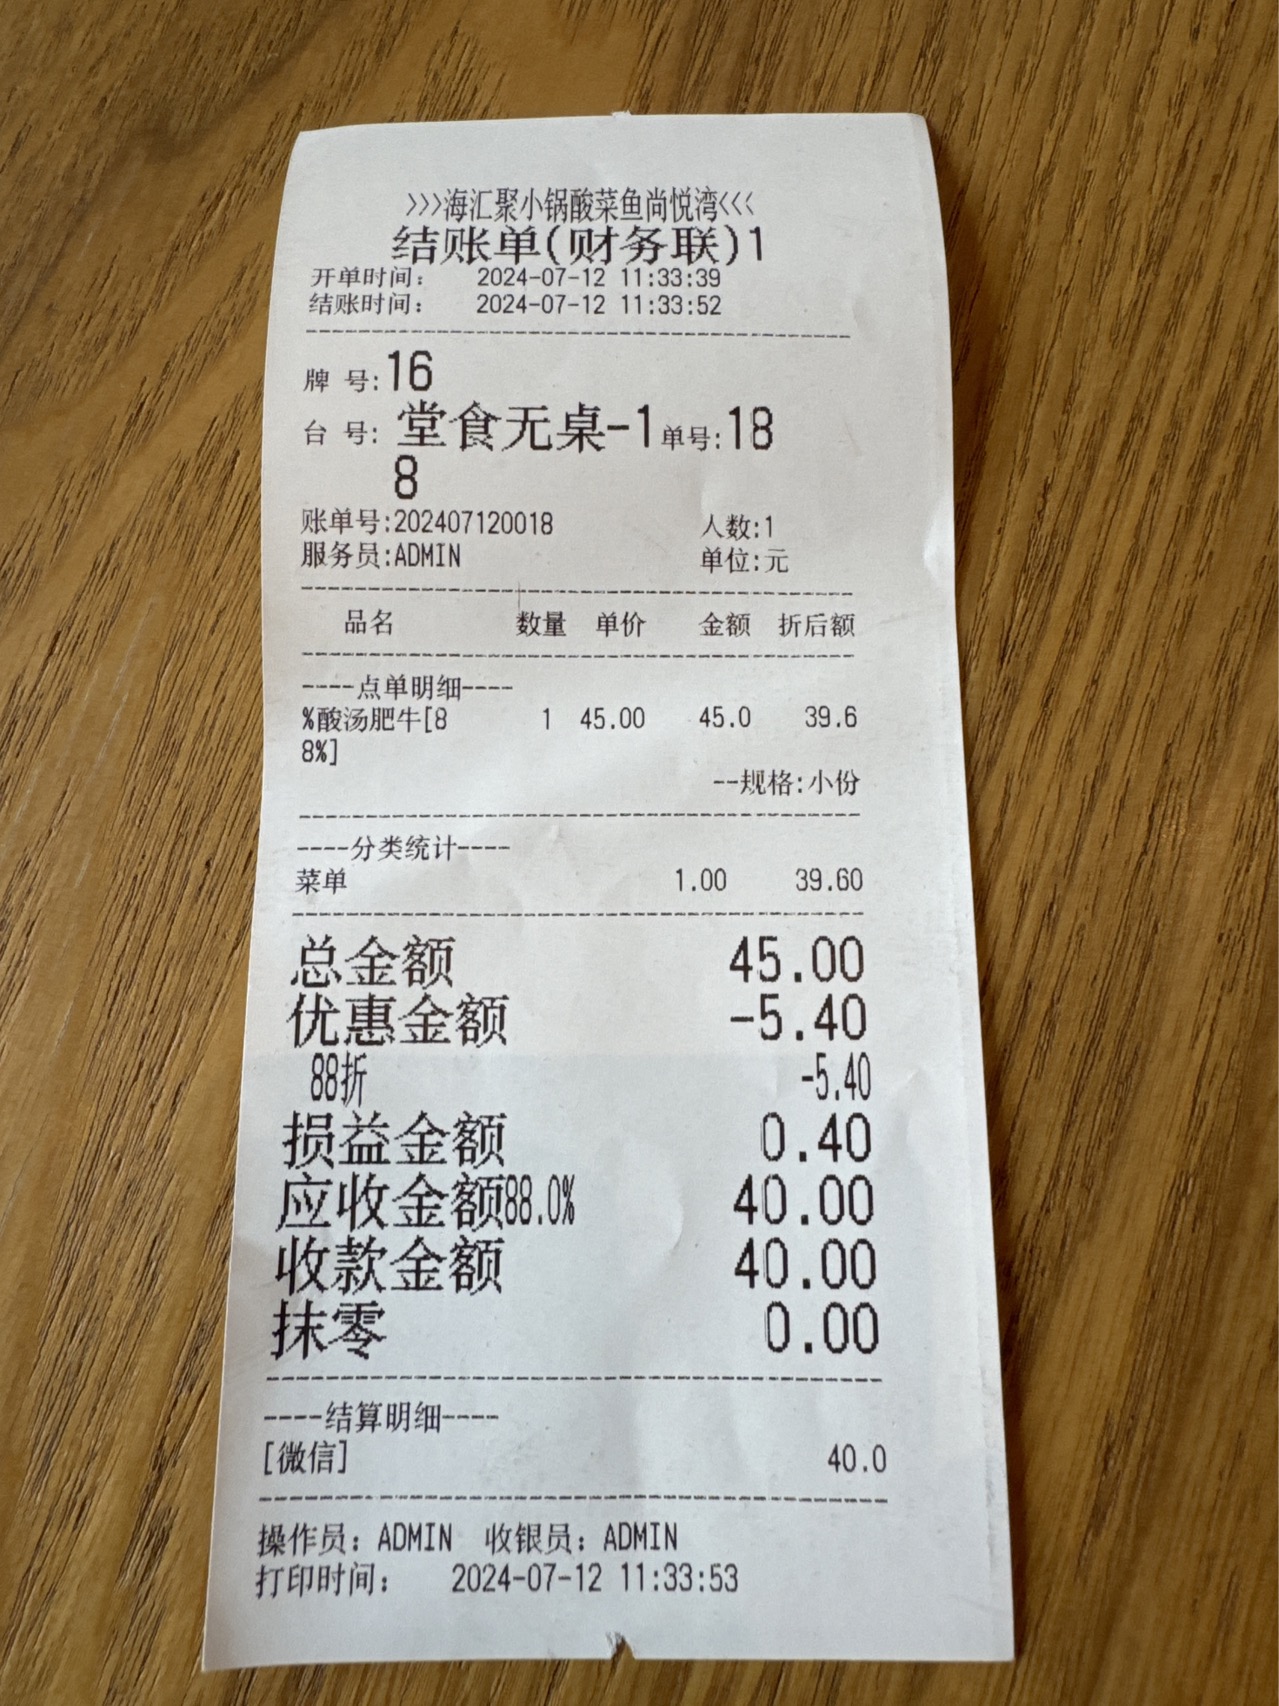 >>>海汇聚小锅酸菜鱼尚悦湾<<<
结账单(财务联)1
开单时间: 2024-07-12 11:33:39
结账时间: 2024-07-12 11:33:52
牌 号:16
台 号: 堂食无桌-1单号:18
8
账单号:202407120018 人数:1
服务员:ADMIN 单位:元
品名 数量 单价 金额 折后额
----点单明细----
%酸汤肥牛[8 1 45.00 45.0 39.6
8%]
--规格:小份
----分类统计----
菜单 1.00 39.60
总金额 45.00
优惠金额 -5.40
88折 -5.40
损益金额 0.40
应收金额88.0% 40.00
收款金额 40.00
抹零 0.00
----结算明细----
[微信] 40.0
操作员: ADMIN 收银员: ADMIN
打印时间: 2024-07-12 11:33:53